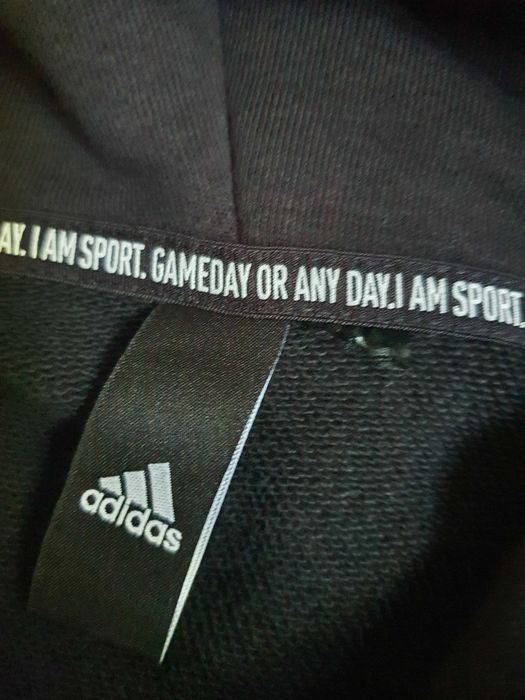 AY. I AM SPORT. GAMEDAY OR ANY DAY. I AM SPORT.
adidas